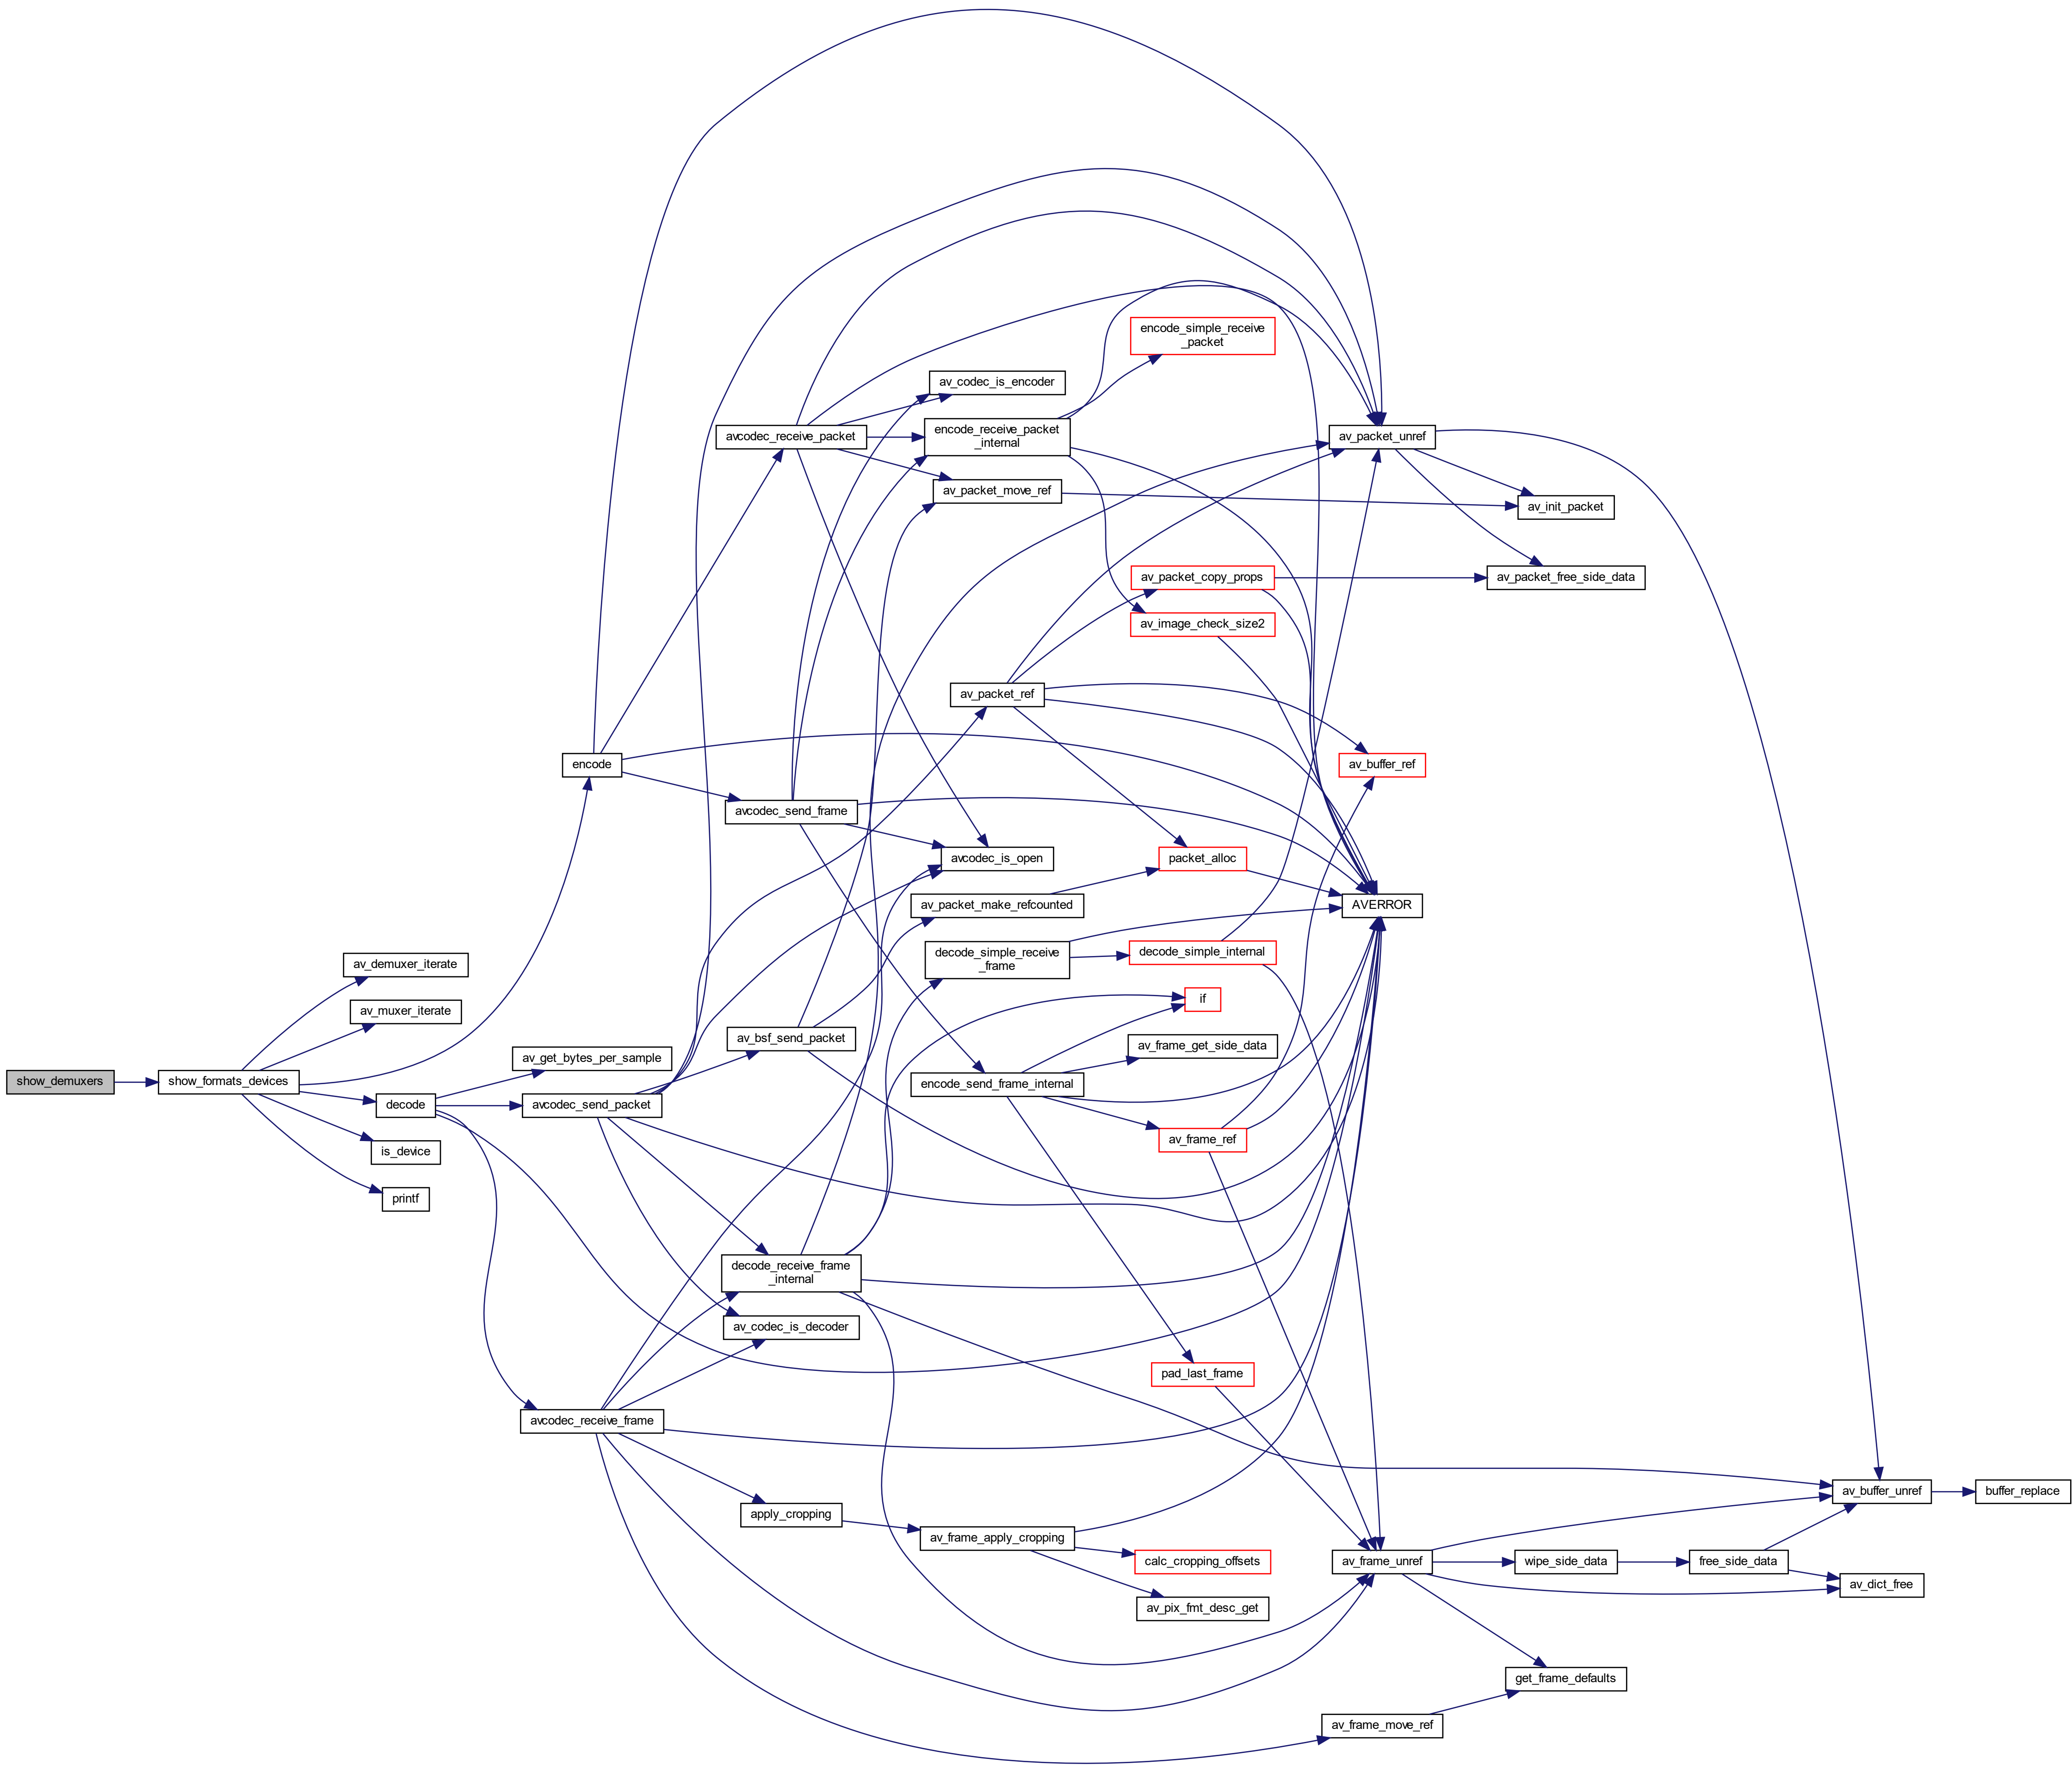 encode_simple_receive
_packet
av_codec_is_encoder
avcodec_receive_packet
encode_receive_packet
_internal
av_packet_unref
av_packet_move_ref
av_init_packet
av_packet_copy_props
av_packet_free_side_data
av_image_check_size2
av_packet_ref
encode
av_buffer_ref
avcodec_send_frame
avcodec_is_open
packet_alloc
av_packet_make_refcounted
AVERROR
decode_simple_receive
_frame
decode_simple_internal
av_demuxer_iterate
if
av_muxer_iterate
av_bsf_send_packet
av_frame_get_side_data
av_get_bytes_per_sample
show_demuxers
show_formats_devices
encode_send_frame_internal
decode
avcodec_send_packet
av_frame_ref
is_device
printf
decode_receive_frame
_internal
av_codec_is_decoder
pad_last_frame
avcodec_receive_frame
av_buffer_unref
buffer_replace
apply_cropping
av_frame_apply_cropping
calc_cropping_offsets
av_frame_unref
wipe_side_data
free_side_data
av_dict_free
av_pix_fmt_desc_get
get_frame_defaults
av_frame_move_ref